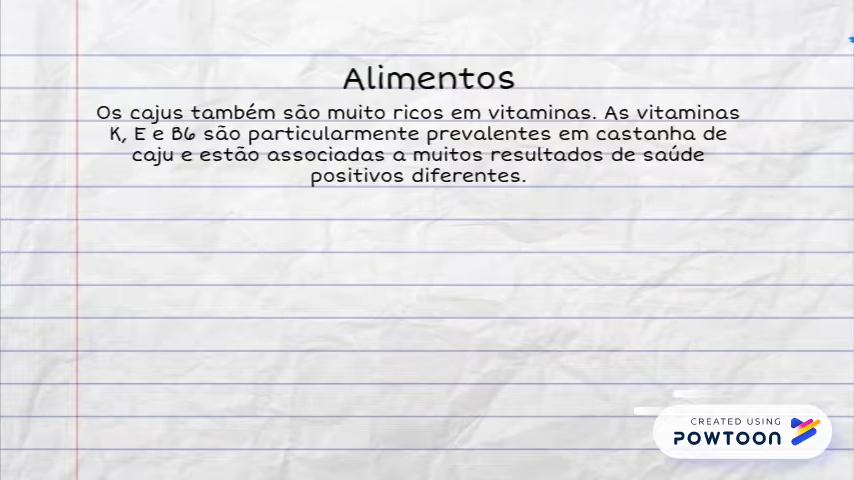 Alimentos
Os cajus também são muito ricos em vitaminas. As vitaminas
K, E e B6 são particularmente prevalentes em castanha de
caju e estão associadas a muitos resultados de saúde
positivos diferentes.
CREATED USING
POWTOON